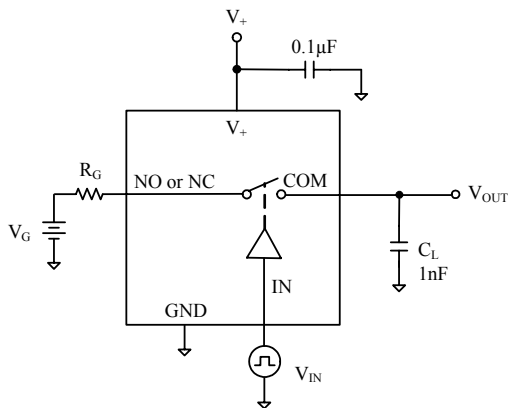 V+
0.1μF
V+
RG
NO or NC
COM
VOUT
VG
CL
1nF
IN
GND
VIN